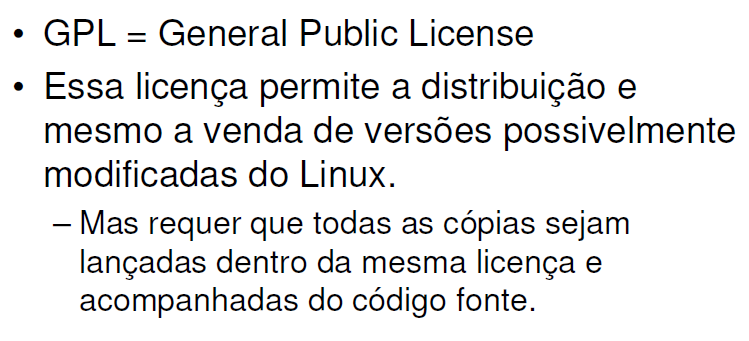 • GPL = General Public License
• Essa licença permite a distribuição e
mesmo a venda de versões possivelmente
modificadas do Linux.
– Mas requer que todas as cópias sejam
lançadas dentro da mesma licença e
acompanhadas do código fonte.